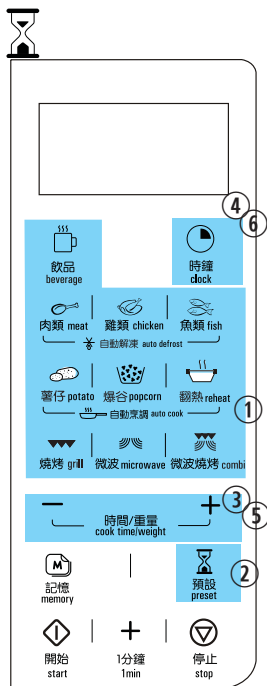 ④
⑥
飲品
beverage
時鐘
clock
肉類 meat
雞類 chicken
魚類 fish
自動解凍 auto defrost
薯仔 potato
爆谷 popcorn
翻熱 reheat
自動烹調 auto cook
①
燒烤 grill
微波 microwave
微波燒烤 combi
− + ③
時間/重量
cook time/weight
⑤
M
記憶
memory
預設
preset
②
+
開始
start
1分鐘
1min
停止
stop